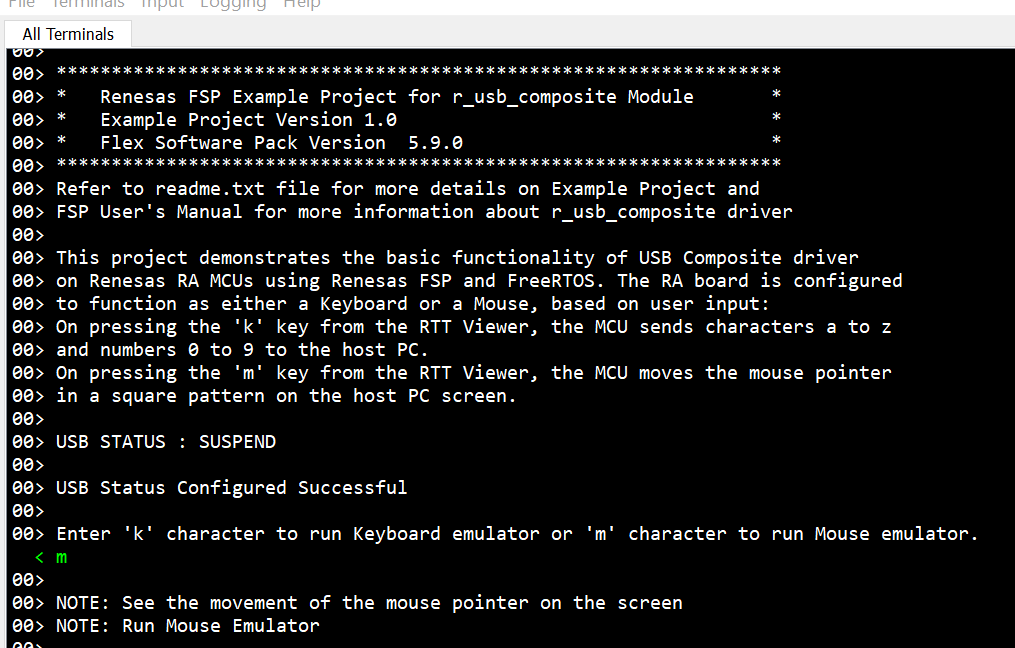 File Terminals Input Logging Help
All Terminals
00>
00> ******************************************************************
00> *   Renesas FSP Example Project for r_usb_composite Module       *
00> *   Example Project Version 1.0                                  *
00> *   Flex Software Pack Version  5.9.0                            *
00> ******************************************************************
00> Refer to readme.txt file for more details on Example Project and
00> FSP User's Manual for more information about r_usb_composite driver
00>
00> This project demonstrates the basic functionality of USB Composite driver
00> on Renesas RA MCUs using Renesas FSP and FreeRTOS. The RA board is configured
00> to function as either a Keyboard or a Mouse, based on user input:
00> On pressing the 'k' key from the RTT Viewer, the MCU sends characters a to z
00> and numbers 0 to 9 to the host PC.
00> On pressing the 'm' key from the RTT Viewer, the MCU moves the mouse pointer
00> in a square pattern on the host PC screen.
00>
00> USB STATUS : SUSPEND
00>
00> USB Status Configured Successful
00>
00> Enter 'k' character to run Keyboard emulator or 'm' character to run Mouse emulator.
< m
00>
00> NOTE: See the movement of the mouse pointer on the screen
00> NOTE: Run Mouse Emulator
00>